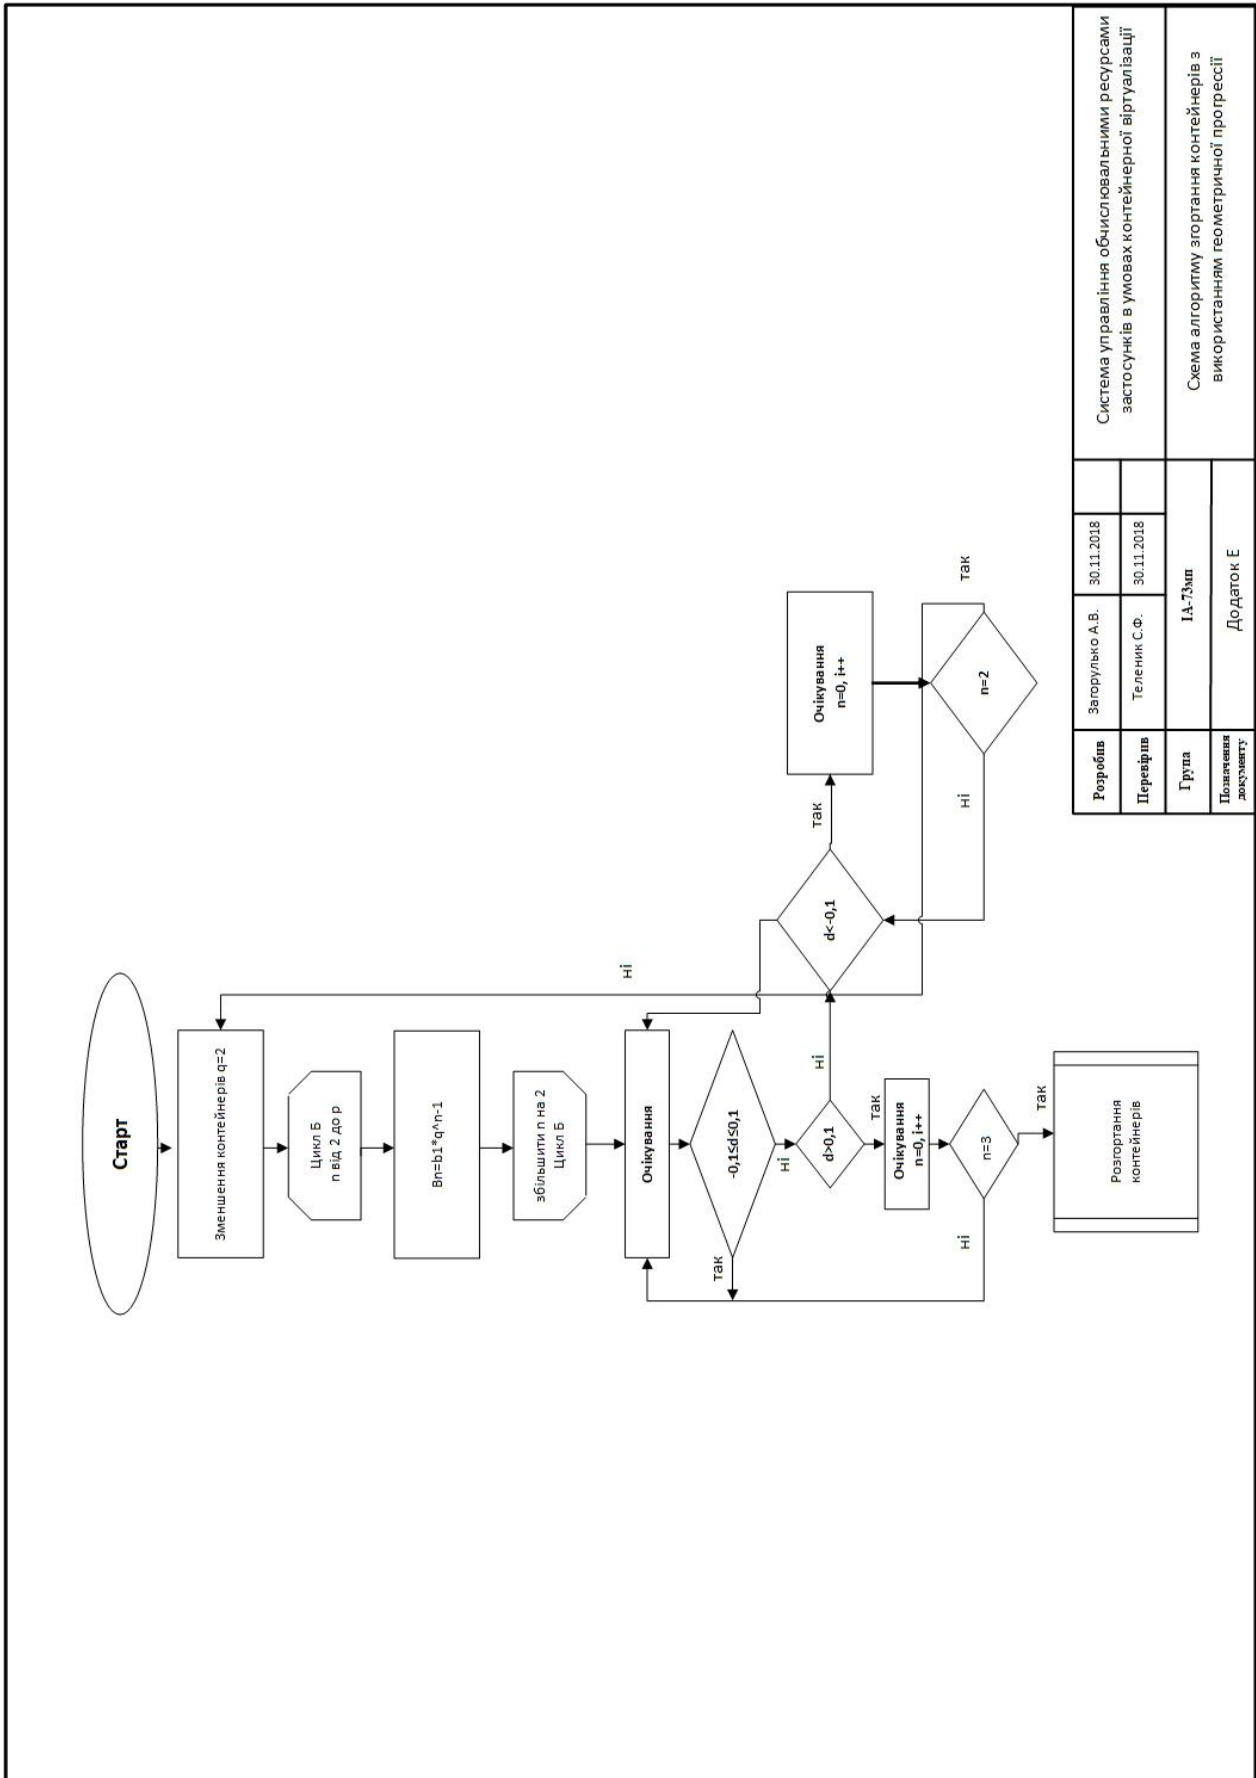 Старт
Зменшення контейнерів q=2
Цикл Б
n від 2 до p
Bn=b1*q^n-1
збільшити n на 2
Цикл Б
Очікування
-0,1≤d≤0,1
так
ні
d>0,1
ні
так
Очікування
n=0, i++
n=3
ні
так
Розгортання
контейнерів
d<-0,1
ні
так
Очікування
n=0, i++
n=2
так
ні
Розробив
Загорулько А.В.
30.11.2018
Система управління обчислювальними ресурсами
застосунків в умовах контейнерної віртуалізації
Перевірив
Теленик С.Ф.
30.11.2018
Група
ІА-73мп
Схема алгоритму згортання контейнерів з
використанням геометричної прогресії
Позначення
документу
Додаток Е